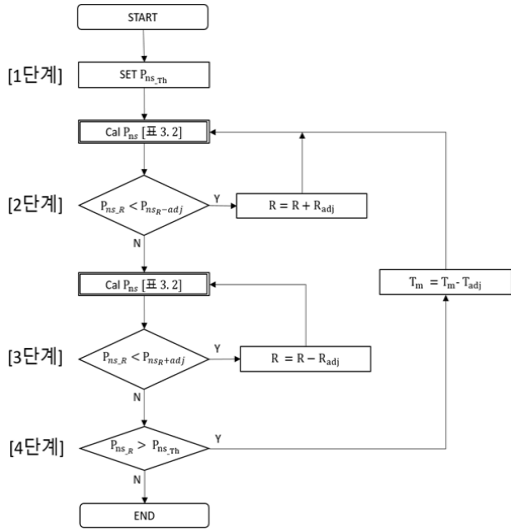 START
[1단계]
SET P_ns_Th
Cal P_ns [표 3. 2]
[2단계]
P_ns_R < P_ns_R−adj
Y
R = R + R_adj
N
Cal P_ns [표 3. 2]
T_m = T_m - T_adj
[3단계]
P_ns_R < P_ns_R+adj
Y
R = R − R_adj
N
[4단계]
P_ns_R > P_ns_Th
Y
N
END